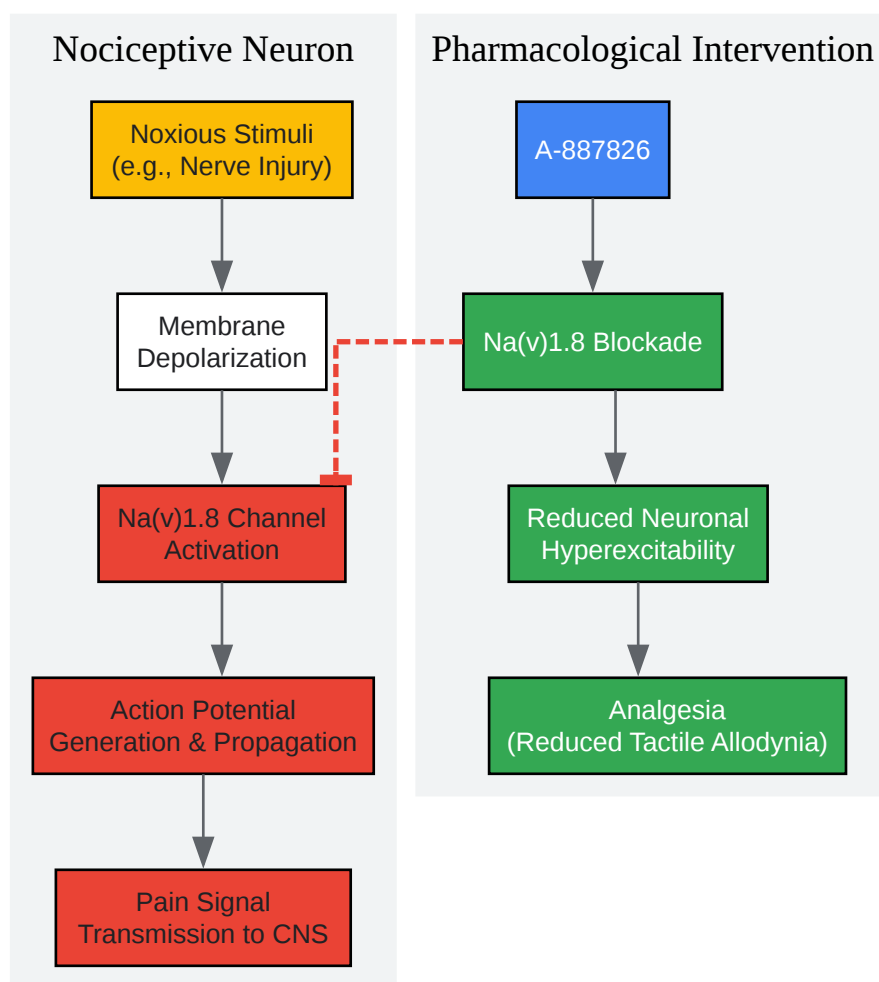 Nociceptive Neuron
Noxious Stimuli
(e.g., Nerve Injury)
Membrane
Depolarization
Na(v)1.8 Channel
Activation
Action Potential
Generation & Propagation
Pain Signal
Transmission to CNS
Pharmacological Intervention
A-887826
Na(v)1.8 Blockade
Reduced Neuronal
Hyperexcitability
Analgesia
(Reduced Tactile Allodynia)